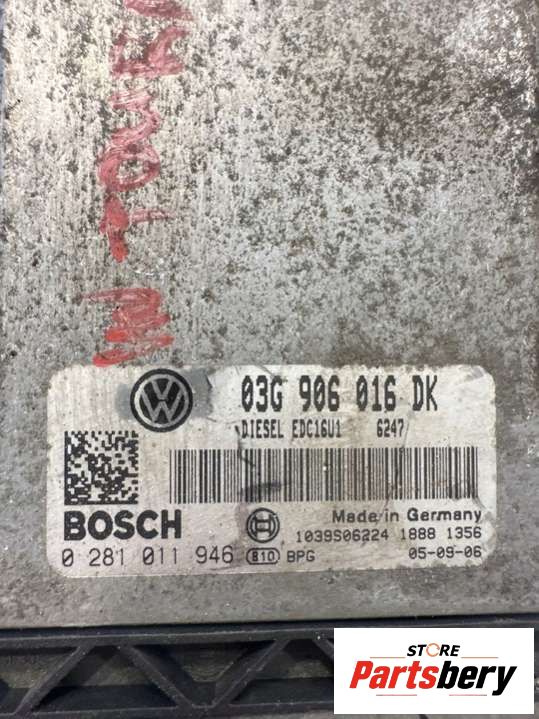 TOURAN
03G 906 016 DK
DIESEL EDC16U1 6247
BOSCH
Made in Germany
1039S06224 1888 1356
0 281 011 946 810 BPG 05-09-06
STORE
Partsbery